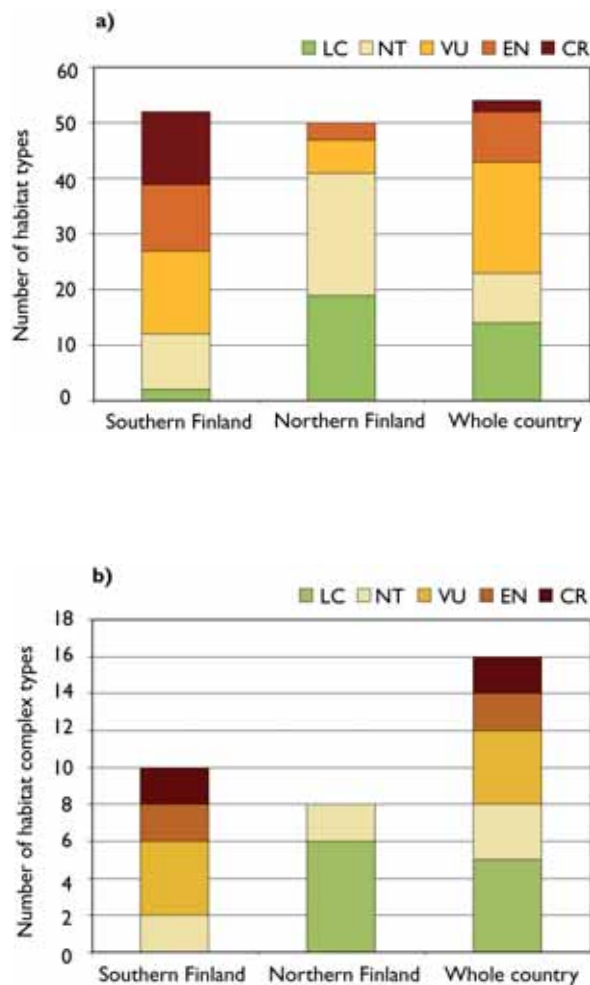 a)
LC NT VU EN CR
Number of habitat types
60
50
40
30
20
10
0
Southern Finland Northern Finland Whole country
b)
LC NT VU EN CR
Number of habitat complex types
18
16
14
12
10
8
6
4
2
0
Southern Finland Northern Finland Whole country